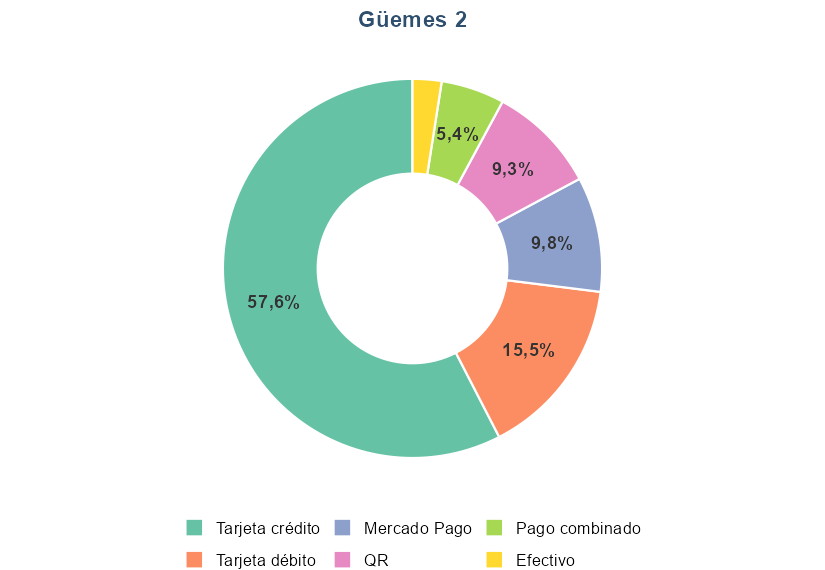 Güemes 2
5,4%
9,3%
9,8%
57,6%
15,5%
Tarjeta crédito
Mercado Pago
Pago combinado
Tarjeta débito
QR
Efectivo